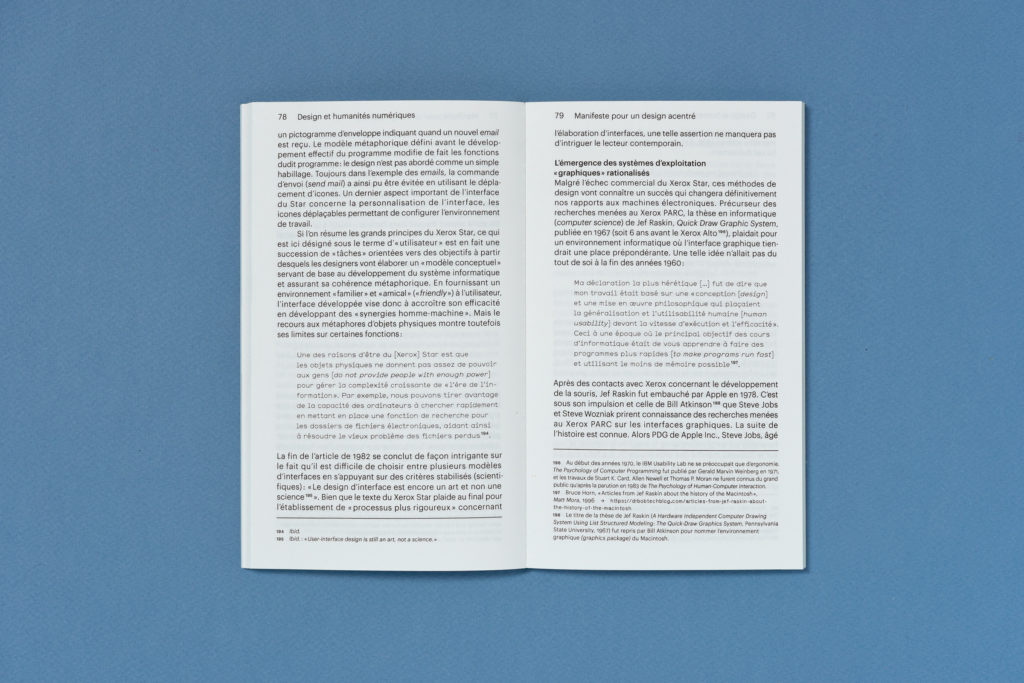 78 Design et humanités numériques
un pictogramme d'enveloppe indiquant quand un nouvel email
est reçu. Le modèle métaphorique défini avant le dévelop-
pement effectif du programme modifie de fait les fonctions
dudit programme : le design n'est pas abordé comme un simple
habillage. Toujours dans l'exemple des emails, la commande
d'envoi (send mail) a ainsi pu être évitée en utilisant le dépla-
cement d'icones. Un dernier aspect important de l'interface
du Star concerne la personnalisation de l'interface, les
icones déplaçables permettant de configurer l'environnement
de travail.
Si l'on résume les grands principes du Xerox Star, ce qui
est ici désigné sous le terme d'« utilisateur » est en fait une
succession de « tâches » orientées vers des objectifs à partir
desquels les designers vont élaborer un « modèle conceptuel »
servant de base au développement du système informatique
et assurant sa cohérence métaphorique. En fournissant un
environnement « familier » et « amical » (« friendly ») à l'utilisateur,
l'interface développée vise donc à accroître son efficacité
en développant des « synergies homme-machine ». Mais le
recours aux métaphores d'objets physiques montre toutefois
ses limites sur certaines fonctions :
Une des raisons d'être du [Xerox] Star est que
les objets physiques ne donnent pas assez de pouvoir
aux gens [do not provide people with enough power]
pour gérer la complexité croissante de « l'ère de l'in-
formation ». Par exemple, nous pouvons tirer avantage
de la capacité des ordinateurs à chercher rapidement
en mettant en place une fonction de recherche pour
les dossiers de fichiers électroniques, aidant ainsi
à résoudre le vieux problème des fichiers perdus194.
La fin de l'article de 1982 se conclut de façon intrigante sur
le fait qu'il est difficile de choisir entre plusieurs modèles
d'interfaces en s'appuyant sur des critères stabilisés (scienti-
fiques) : « Le design d'interface est encore un art et non une
science195 ». Bien que le texte du Xerox Star plaide au final pour
l'établissement de « processus plus rigoureux » concernant
194 Ibid.
195 Ibid. : « User-interface design is still an art, not a science. »
79 Manifeste pour un design acentré
l'élaboration d'interfaces, une telle assertion ne manquera pas
d'intriguer le lecteur contemporain.
L'émergence des systèmes d'exploitation
« graphiques » rationalisés
Malgré l'échec commercial du Xerox Star, ces méthodes de
design vont connaître un succès qui changera définitivement
nos rapports aux machines électroniques. Précurseur des
recherches menées au Xerox PARC, la thèse en informatique
(computer science) de Jef Raskin, Quick Draw Graphic System,
publiée en 1967 (soit 6 ans avant le Xerox Alto196), plaidait pour
un environnement informatique où l'interface graphique tien-
drait une place prépondérante. Une telle idée n'allait pas du
tout de soi à la fin des années 1960 :
Ma déclaration la plus hérétique […] fut de dire que
mon travail était basé sur une « conception [design]
et une mise en œuvre philosophique qui plaçaient
la généralisation et l'utilisabilité humaine [human
usability] devant la vitesse d'exécution et l'efficacité ».
Ceci à une époque où le principal objectif des cours
d'informatique était de vous apprendre à faire des
programmes plus rapides [to make programs run fast]
et utilisant le moins de mémoire possible197.
Après des contacts avec Xerox concernant le développement
de la souris, Jef Raskin fut embauché par Apple en 1978. C'est
sous son impulsion et celle de Bill Atkinson198 que Steve Jobs
et Steve Wozniak prirent connaissance des recherches menées
au Xerox PARC sur les interfaces graphiques. La suite de
l'histoire est connue. Alors PDG de Apple Inc., Steve Jobs, âgé
196 Au début des années 1970, le IBM Usability Lab ne se préoccupait que d'ergonomie.
The Psychology of Computer Programming fut publié par Gerald Marvin Weinberg en 1971,
et les travaux de Stuart K. Card, Allen Newell et Thomas P. Moran ne furent connus du grand
public qu'après la parution en 1983 de The Psychology of Human-Computer Interaction.
197 Bruce Horn, « Articles from Jef Raskin about the history of the Macintosh »,
Matt Mora, 1996 → https://drbobtechblog.com/articles-from-jef-raskin-about-
the-history-of-the-macintosh
198 Le titre de la thèse de Jef Raskin (A Hardware Independent Computer Drawing
System Using List Structured Modeling: The Quick-Draw Graphics System, Pennsylvania
State University, 1967) fut repris par Bill Atkinson pour nommer l'environnement
graphique (graphics package) du Macintosh.